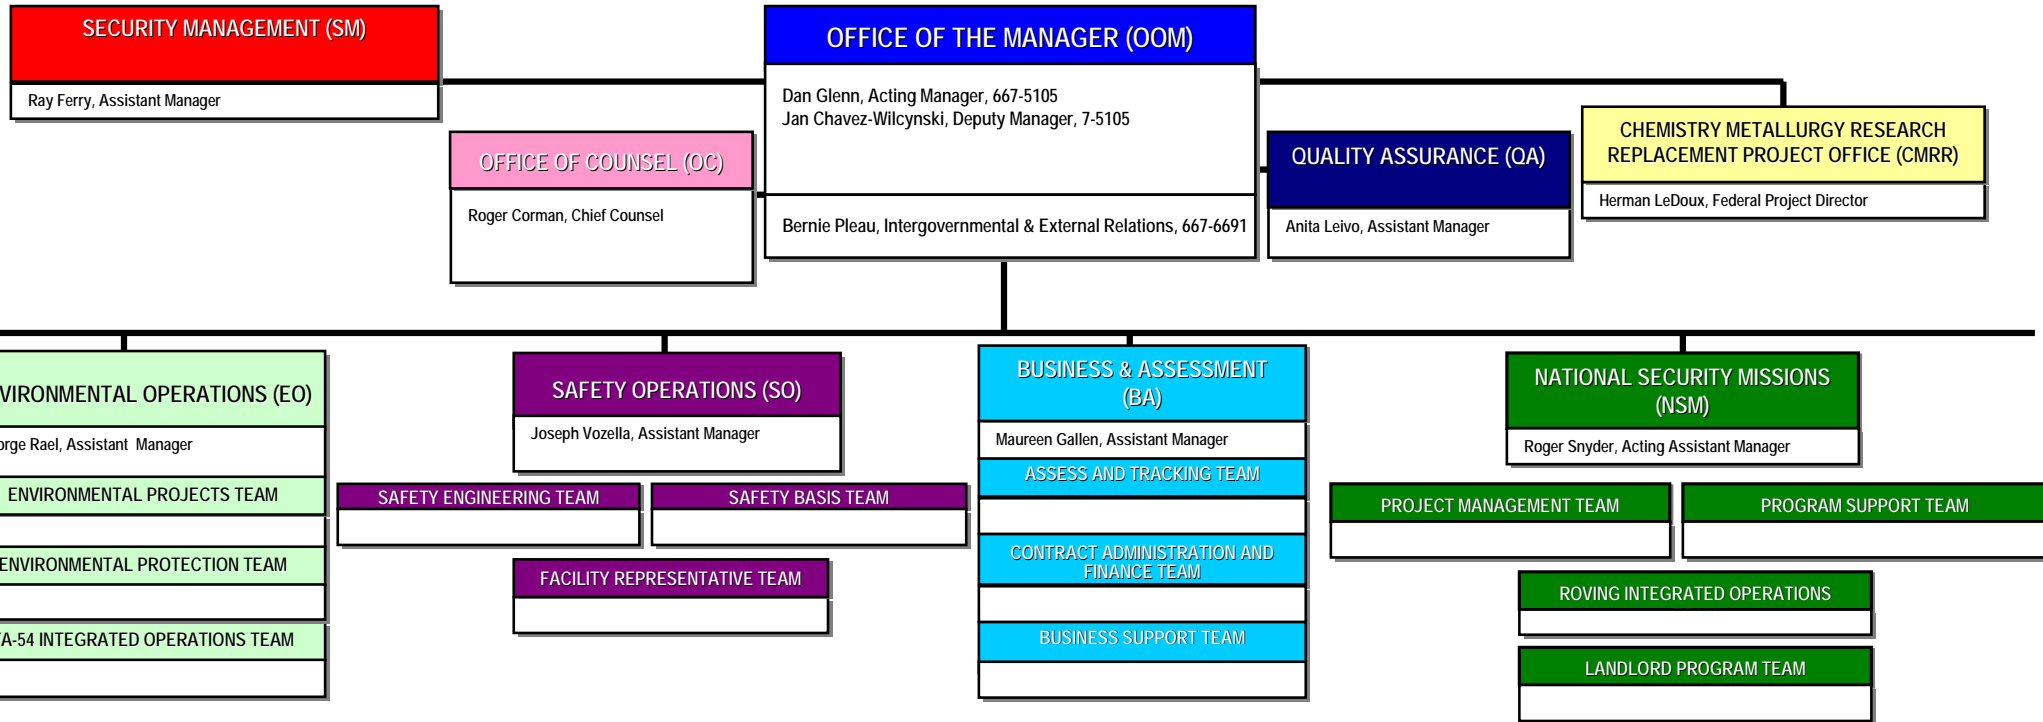 SECURITY MANAGEMENT (SM)
Ray Ferry, Assistant Manager
OFFICE OF THE MANAGER (OOM)
Dan Glenn, Acting Manager, 667-5105
Jan Chavez-Wilcynski, Deputy Manager, 7-5105
Bernie Pleau, Intergovernmental & External Relations, 667-6691
OFFICE OF COUNSEL (OC)
Roger Corman, Chief Counsel
QUALITY ASSURANCE (QA)
Anita Leivo, Assistant Manager
CHEMISTRY METALLURGY RESEARCH
REPLACEMENT PROJECT OFFICE (CMRR)
Herman LeDoux, Federal Project Director
VIRONMENTAL OPERATIONS (EO)
orge Rael, Assistant Manager
ENVIRONMENTAL PROJECTS TEAM
ENVIRONMENTAL PROTECTION TEAM
TA-54 INTEGRATED OPERATIONS TEAM
SAFETY OPERATIONS (SO)
Joseph Vozella, Assistant Manager
SAFETY ENGINEERING TEAM
SAFETY BASIS TEAM
FACILITY REPRESENTATIVE TEAM
BUSINESS & ASSESSMENT
(BA)
Maureen Gallen, Assistant Manager
ASSESS AND TRACKING TEAM
CONTRACT ADMINISTRATION AND
FINANCE TEAM
BUSINESS SUPPORT TEAM
NATIONAL SECURITY MISSIONS
(NSM)
Roger Snyder, Acting Assistant Manager
PROJECT MANAGEMENT TEAM
PROGRAM SUPPORT TEAM
ROVING INTEGRATED OPERATIONS
LANDLORD PROGRAM TEAM